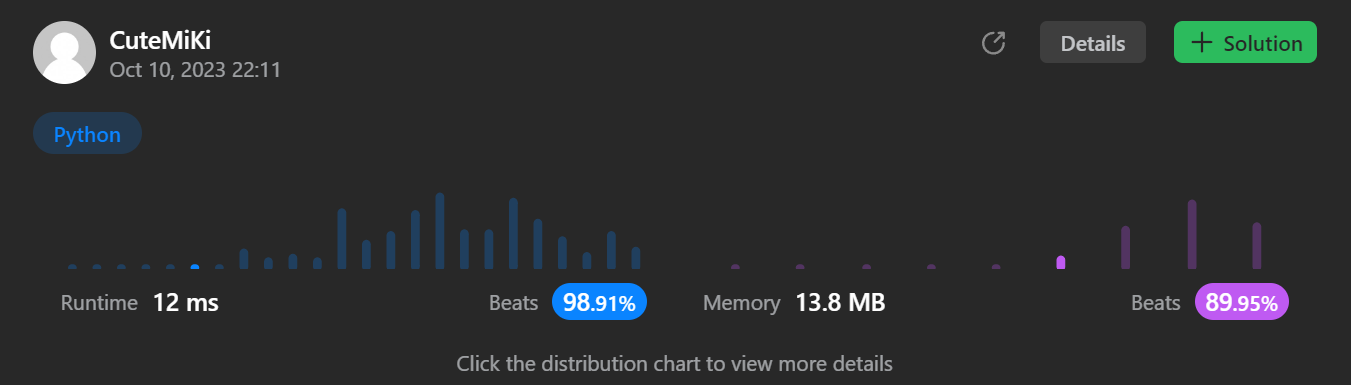 CuteMiKi
Oct 10, 2023 22:11
Details
+ Solution
Python
Runtime 12 ms Beats 98.91% Memory 13.8 MB Beats 89.95%
Click the distribution chart to view more details